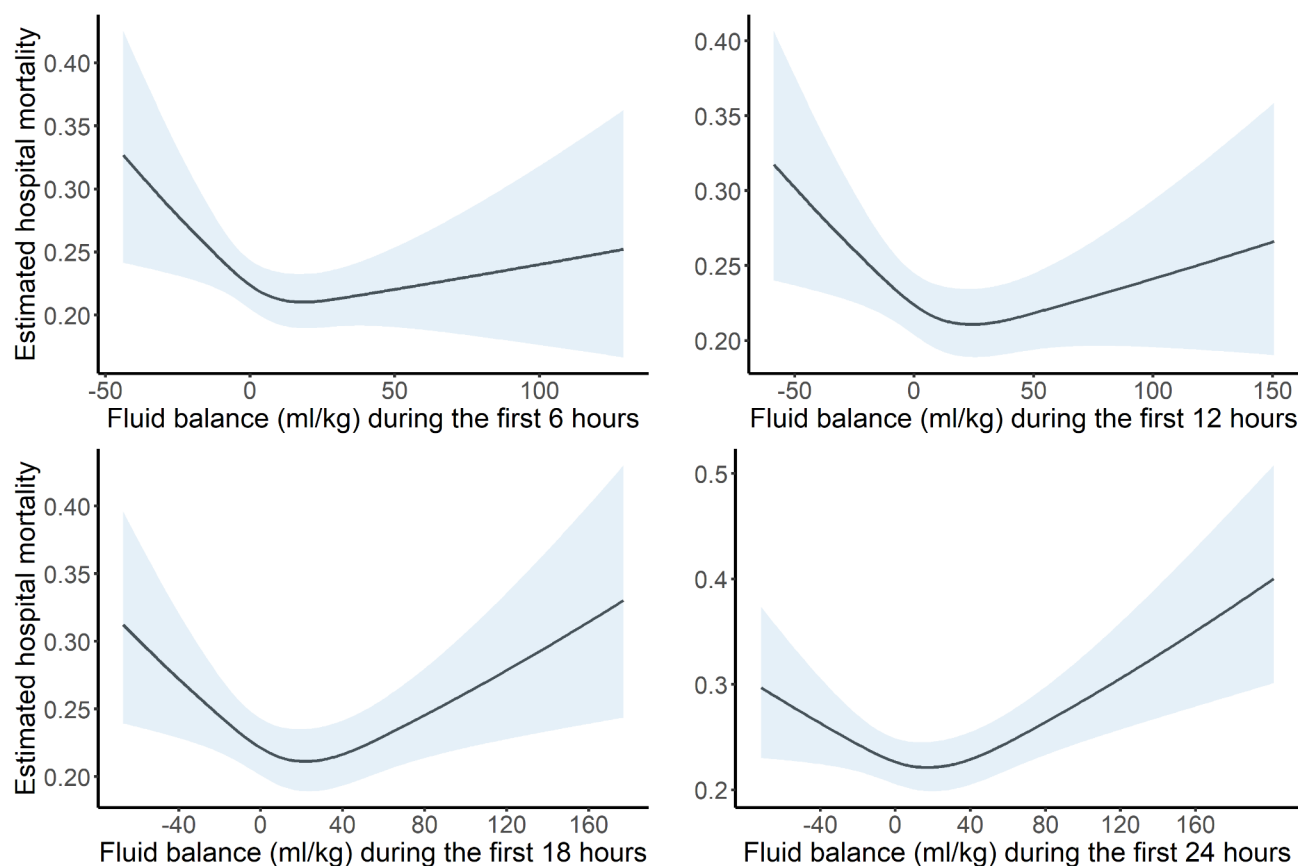 Estimated hospital mortality
0.40
0.35
0.30
0.25
0.20
-50 0 50 100
Fluid balance (ml/kg) during the first 6 hours
0.40
0.35
0.30
0.25
0.20
-50 0 50 100 150
Fluid balance (ml/kg) during the first 12 hours
Estimated hospital mortality
0.40
0.35
0.30
0.25
0.20
-40 0 40 80 120 160
Fluid balance (ml/kg) during the first 18 hours
0.5
0.4
0.3
0.2
-40 0 40 80 120 160
Fluid balance (ml/kg) during the first 24 hours